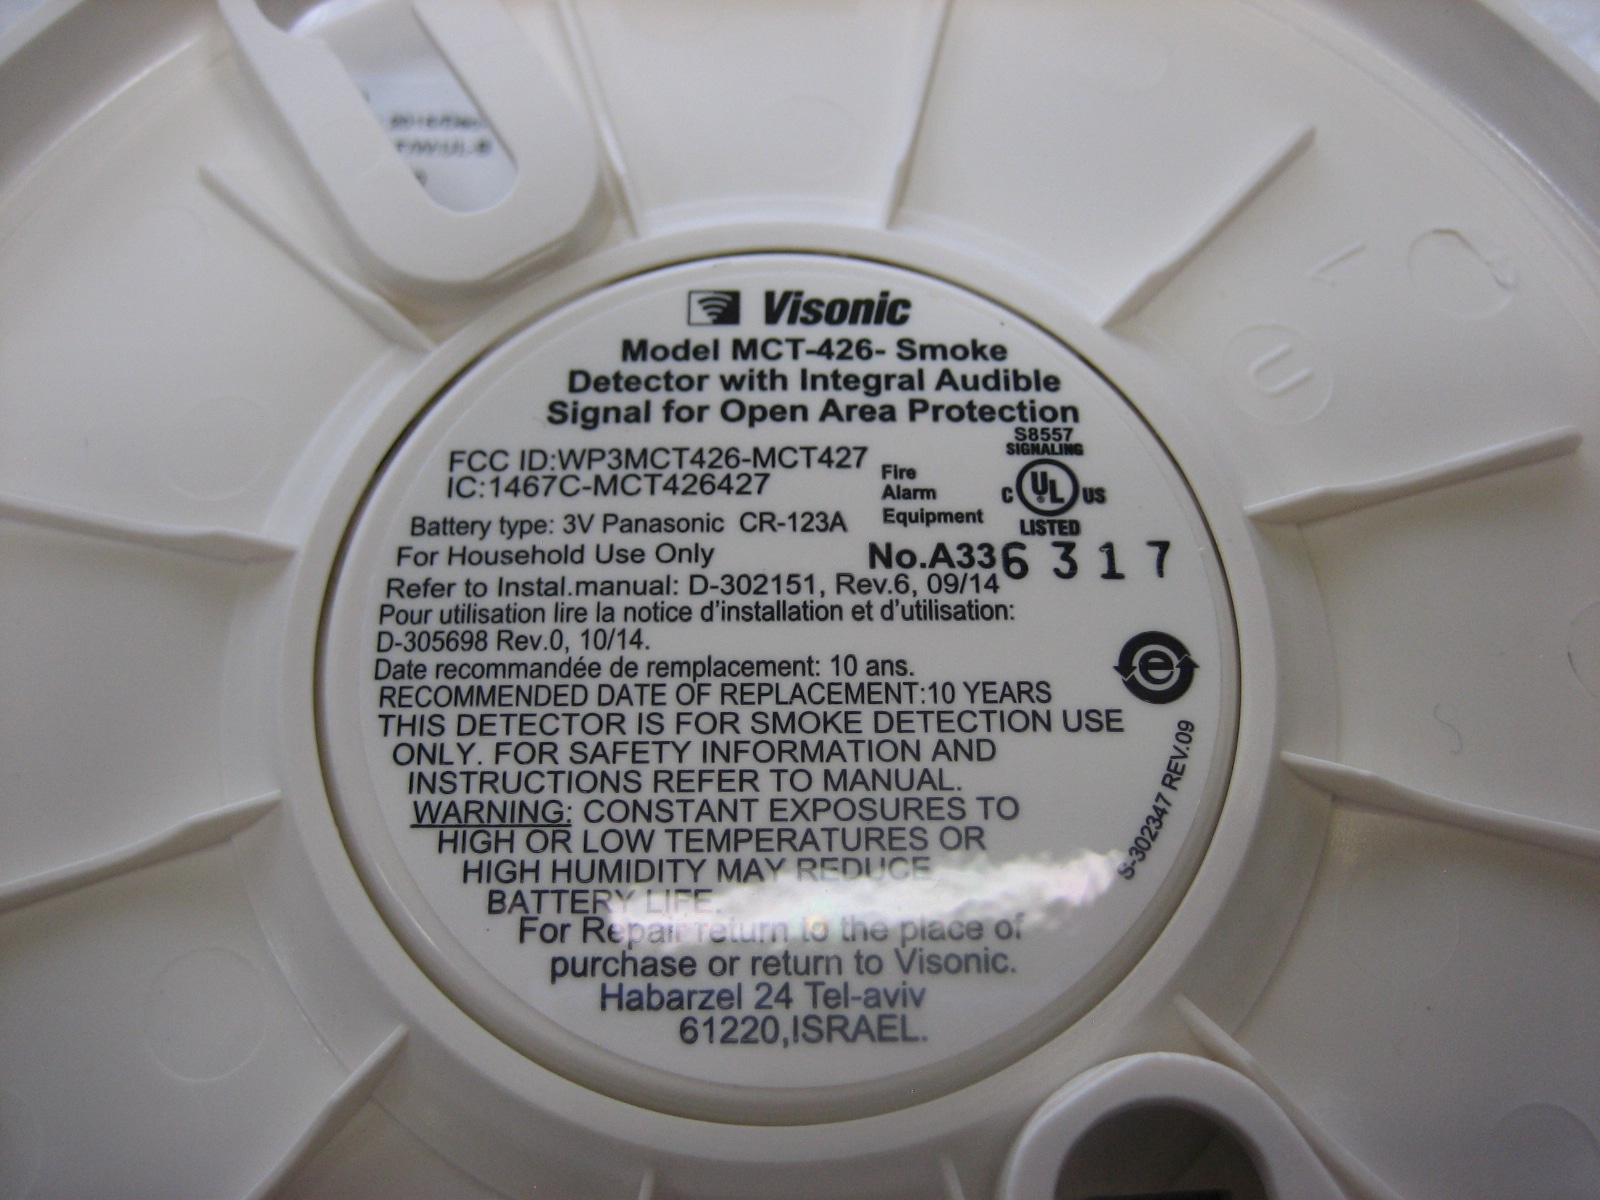 Visonic
Model MCT-426- Smoke
Detector with Integral Audible
Signal for Open Area Protection
S8557
SIGNALING
FCC ID:WP3MCT426-MCT427
IC:1467C-MCT426427
Fire
Alarm
Equipment
C UL US
LISTED
Battery type: 3V Panasonic CR-123A
For Household Use Only
No.A336317
Refer to Instal.manual: D-302151, Rev.6, 09/14
Pour utilisation lire la notice d'installation et d'utilisation:
D-305698 Rev.0, 10/14.
Date recommandée de remplacement: 10 ans.
RECOMMENDED DATE OF REPLACEMENT:10 YEARS
THIS DETECTOR IS FOR SMOKE DETECTION USE
ONLY. FOR SAFETY INFORMATION AND
INSTRUCTIONS REFER TO MANUAL.
WARNING: CONSTANT EXPOSURES TO
HIGH OR LOW TEMPERATURES OR
HIGH HUMIDITY MAY REDUCE
BATTERY LIFE.
For Repair return to the place of
purchase or return to Visonic.
Habarzel 24 Tel-aviv
61220,ISRAEL.
e
S-302347 REV.09
1
U